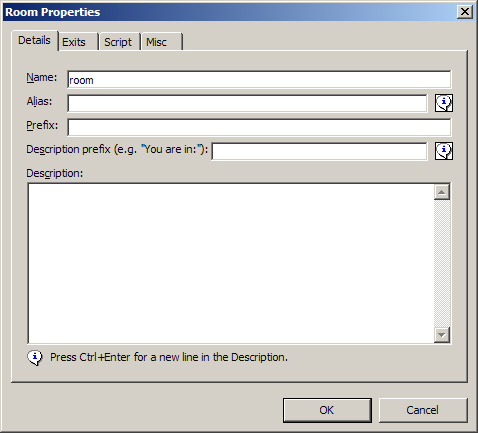 Room Properties
Details Exits Script Misc
Name: room
Alias:
Prefix:
Description prefix (e.g. "You are in:"):
Description:
Press Ctrl+Enter for a new line in the Description.
OK Cancel